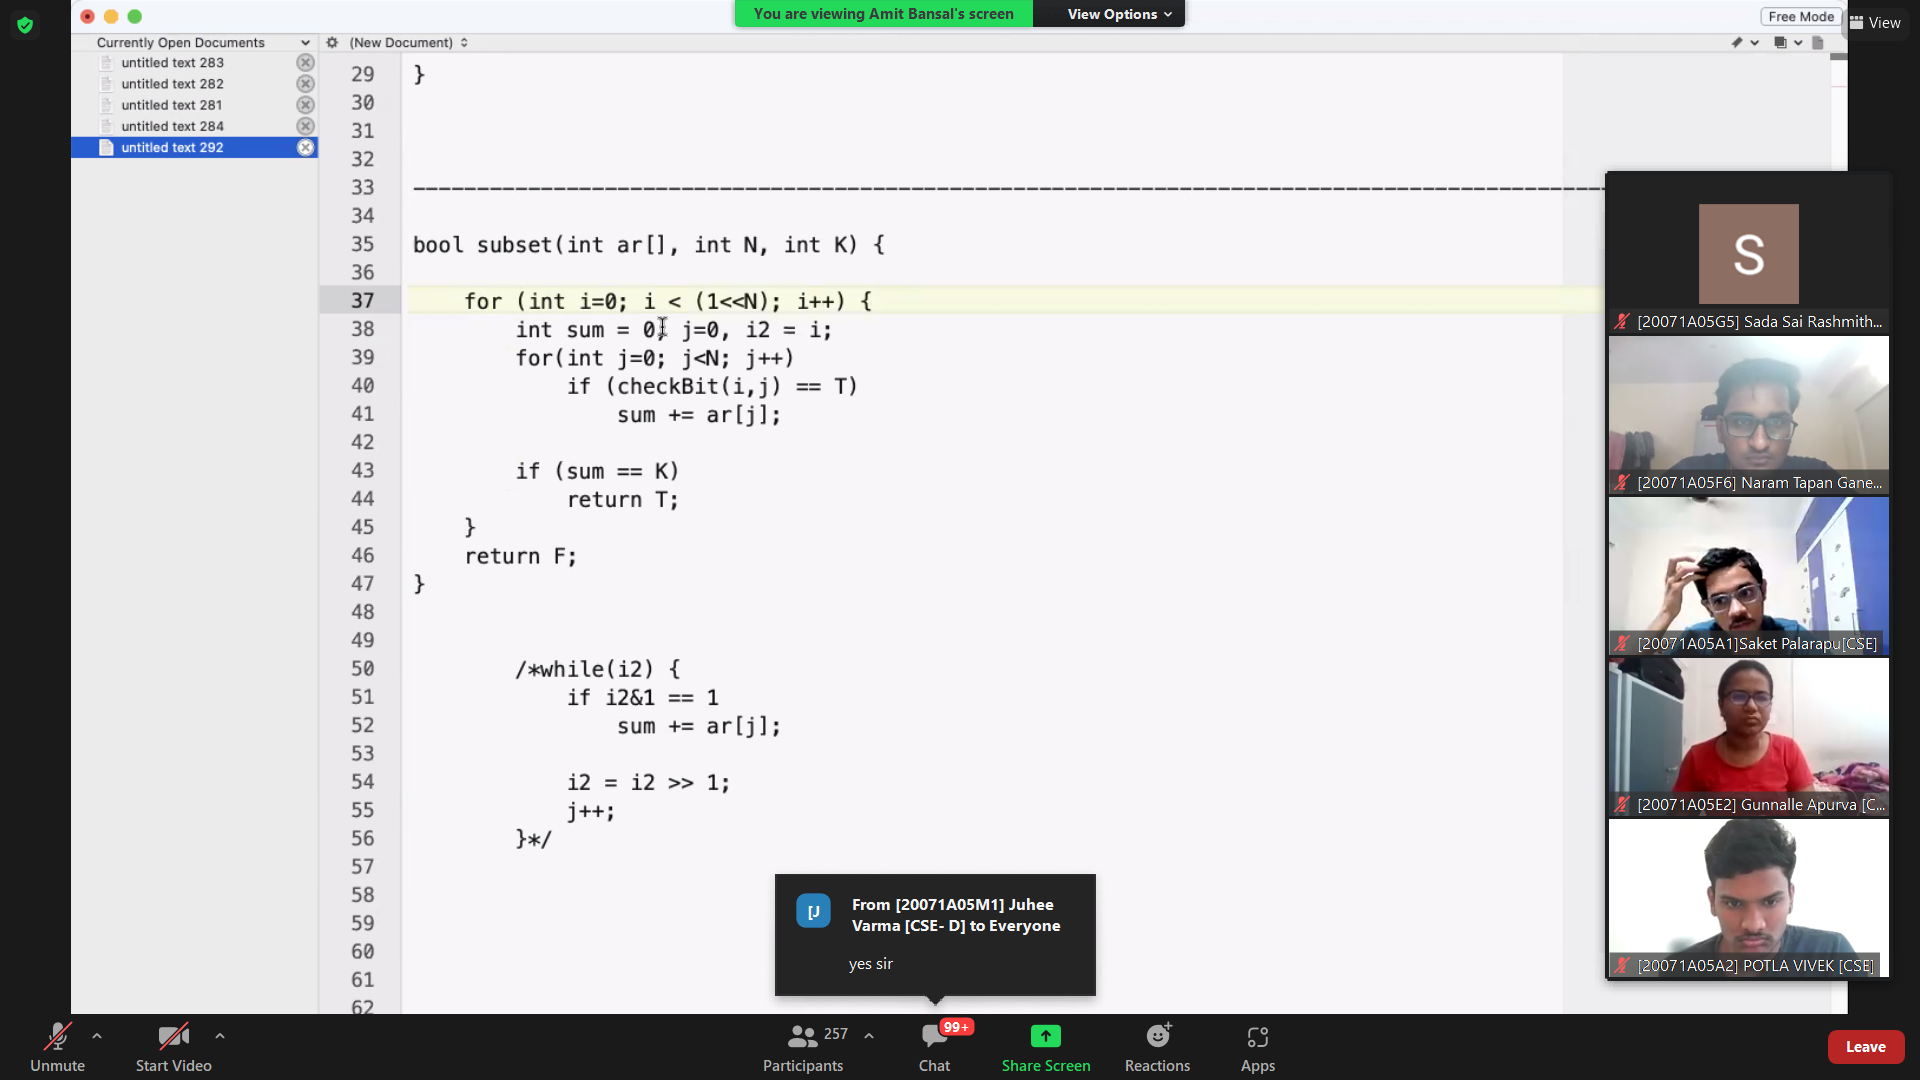 You are viewing Amit Bansal's screen
View Options
Free Mode
View
Currently Open Documents
(New Document)
untitled text 283
untitled text 282
untitled text 281
untitled text 284
untitled text 292
29 }
30
31
32
33 --------------------------------------------------------------------------------------------
34
35 bool subset(int ar[], int N, int K) {
36
37     for (int i=0; i < (1<<N); i++) {
38         int sum = 0, j=0, i2 = i;
39         for(int j=0; j<N; j++)
40             if (checkBit(i,j) == T)
41                 sum += ar[j];
42
43         if (sum == K)
44             return T;
45     }
46     return F;
47 }
48
49
50         /*while(i2) {
51             if i2&1 == 1
52                 sum += ar[j];
53
54             i2 = i2 >> 1;
55             j++;
56         }*/
57
58
59
60
61
62
S
[20071A05G5] Sada Sai Rashmith...
[20071A05F6] Naram Tapan Gane...
[20071A05A1]Saket Palarapu[CSE]
[20071A05E2] Gunnalle Apurva [C...
[20071A05A2] POTLA VIVEK [CSE]
[J
From [20071A05M1] Juhee
Varma [CSE- D] to Everyone
yes sir
Unmute
Start Video
257
Participants
99+
Chat
Share Screen
Reactions
Apps
Leave